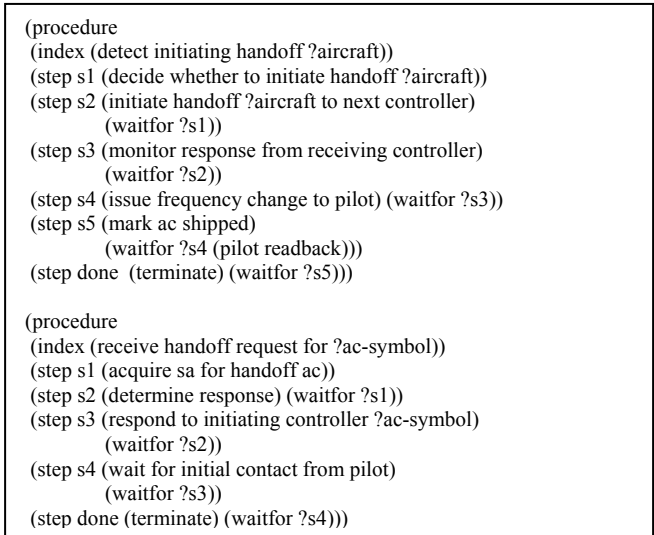 (procedure
(index (detect initiating handoff ?aircraft))
(step s1 (decide whether to initiate handoff ?aircraft))
(step s2 (initiate handoff ?aircraft to next controller)
(waitfor ?s1))
(step s3 (monitor response from receiving controller)
(waitfor ?s2))
(step s4 (issue frequency change to pilot) (waitfor ?s3))
(step s5 (mark ac shipped)
(waitfor ?s4 (pilot readback)))
(step done  (terminate) (waitfor ?s5)))

(procedure
(index (receive handoff request for ?ac-symbol))
(step s1 (acquire sa for handoff ac))
(step s2 (determine response) (waitfor ?s1))
(step s3 (respond to initiating controller ?ac-symbol)
(waitfor ?s2))
(step s4 (wait for initial contact from pilot)
(waitfor ?s3))
(step done (terminate) (waitfor ?s4)))